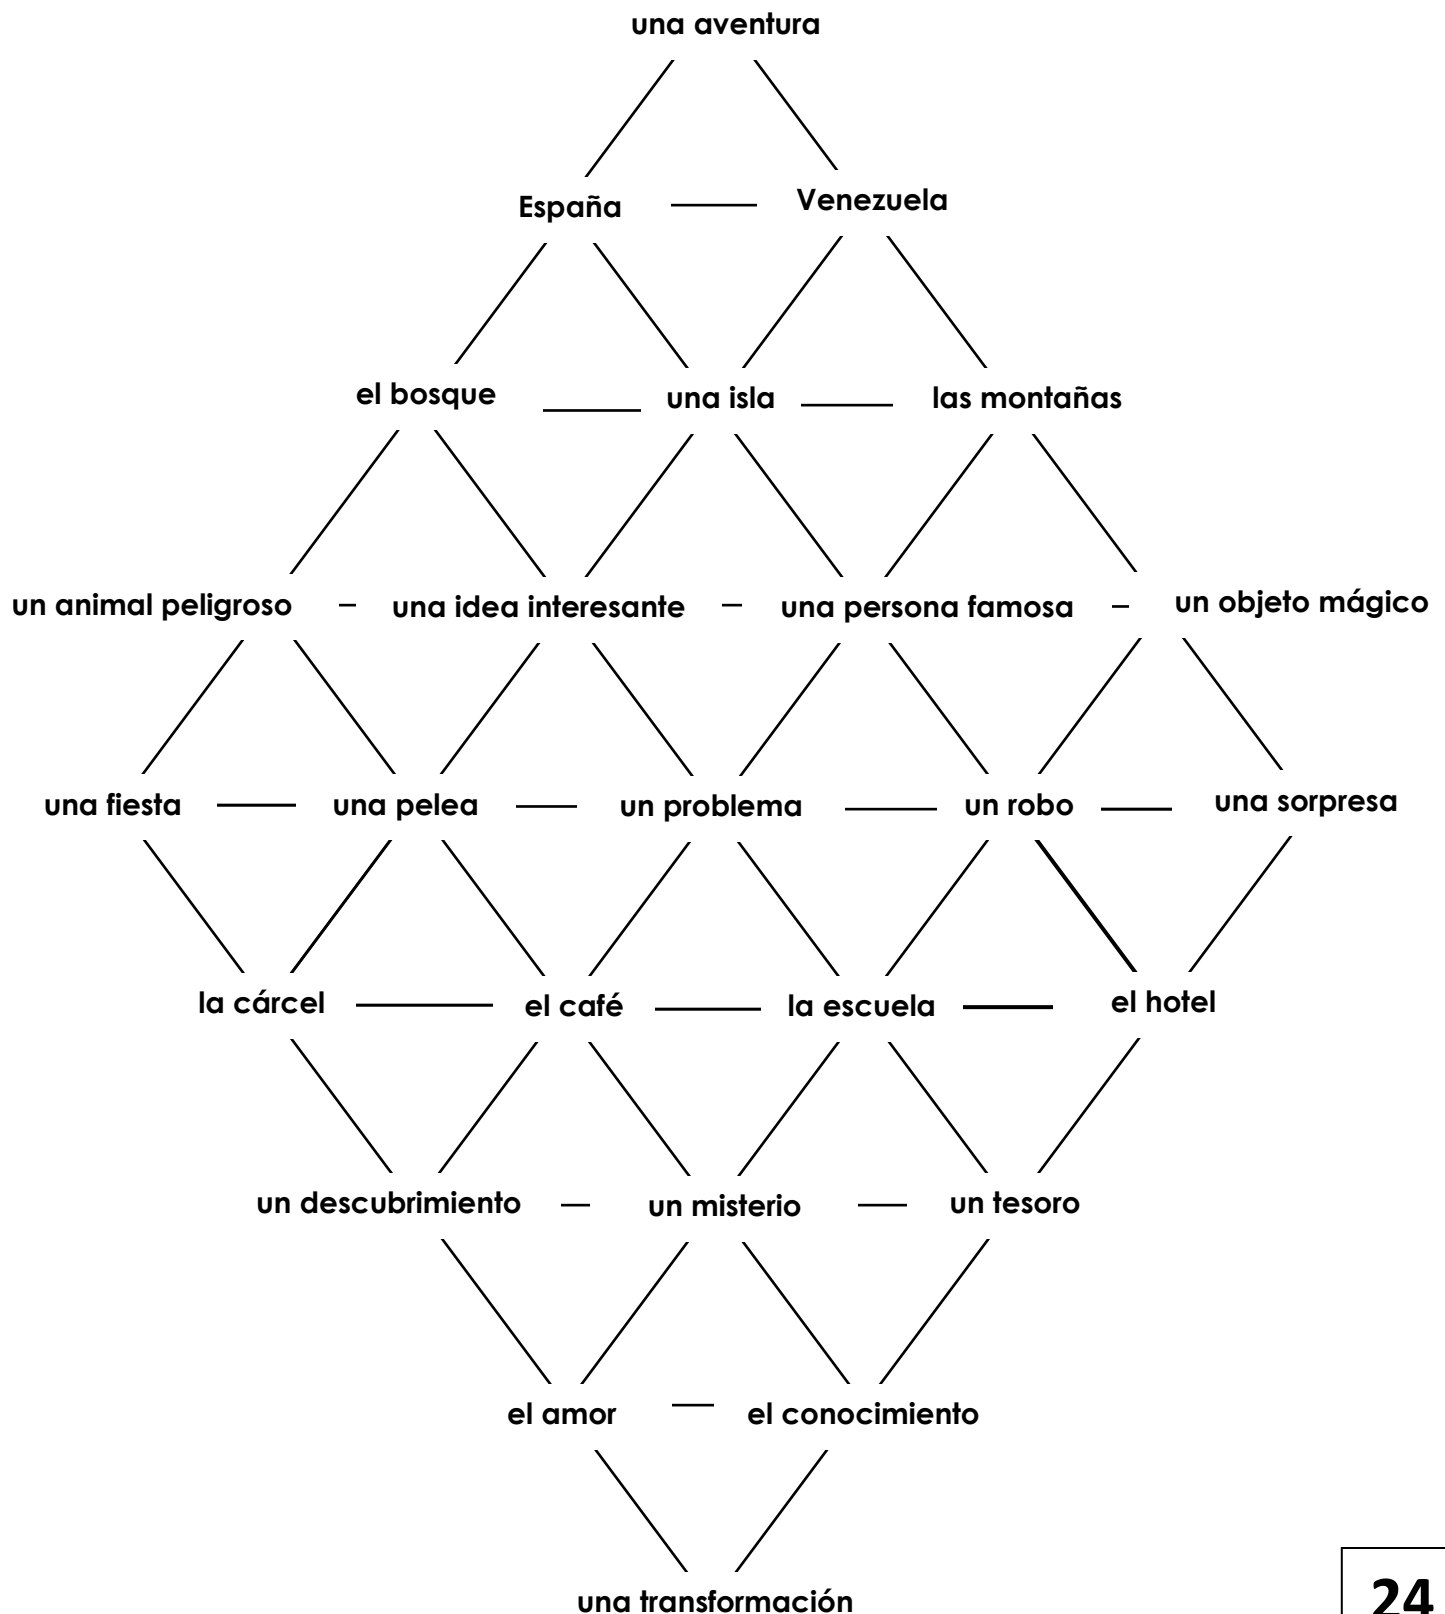 una aventura
España Venezuela
el bosque una isla las montañas
un animal peligroso una idea interesante una persona famosa un objeto mágico
una fiesta una pelea un problema un robo una sorpresa
la cárcel el café la escuela el hotel
un descubrimiento un misterio un tesoro
el amor el conocimiento
una transformación
24